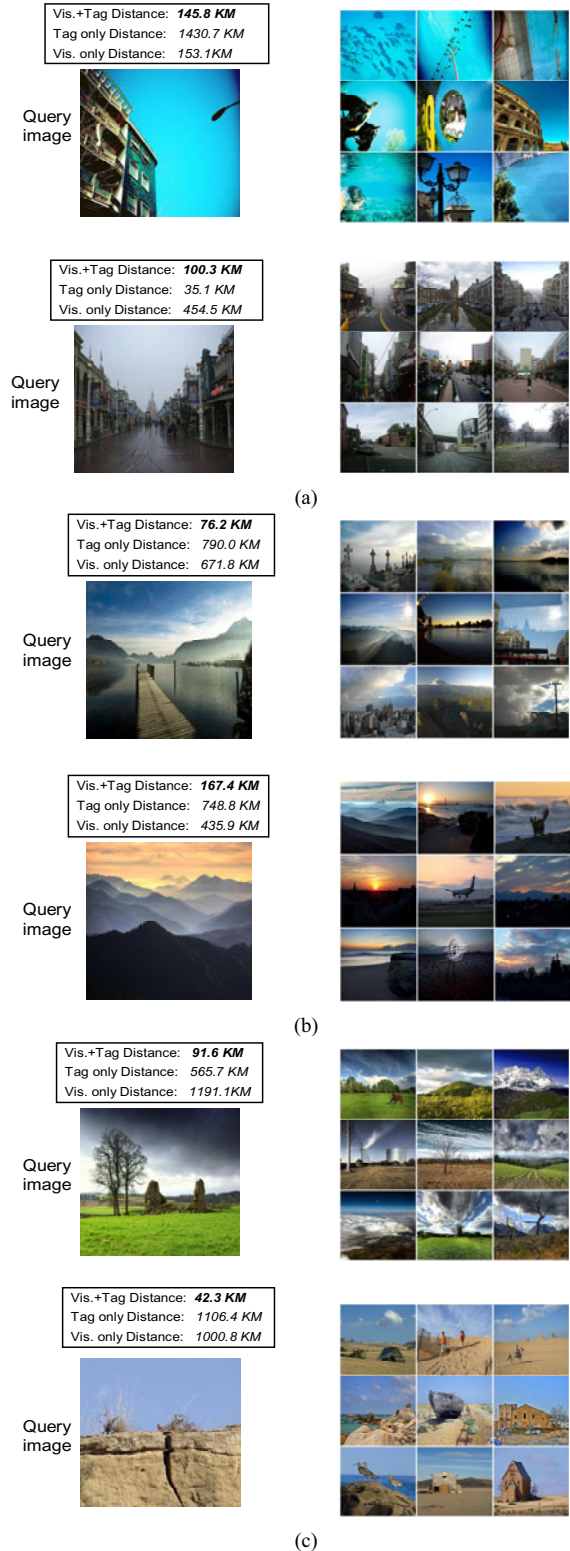 Vis.+Tag Distance: 145.8 KM
Tag only Distance: 1430.7 KM
Vis. only Distance: 153.1KM
Query
image
Vis.+Tag Distance: 100.3 KM
Tag only Distance: 35.1 KM
Vis. only Distance: 454.5 KM
Query
image
(a)
Vis.+Tag Distance: 76.2 KM
Tag only Distance: 790.0 KM
Vis. only Distance: 671.8 KM
Query
image
Vis.+Tag Distance: 167.4 KM
Tag only Distance: 748.8 KM
Vis. only Distance: 435.9 KM
Query
image
(b)
Vis.+Tag Distance: 91.6 KM
Tag only Distance: 565.7 KM
Vis. only Distance: 1191.1KM
Query
image
Vis.+Tag Distance: 42.3 KM
Tag only Distance: 1106.4 KM
Vis. only Distance: 1000.8 KM
Query
image
(c)